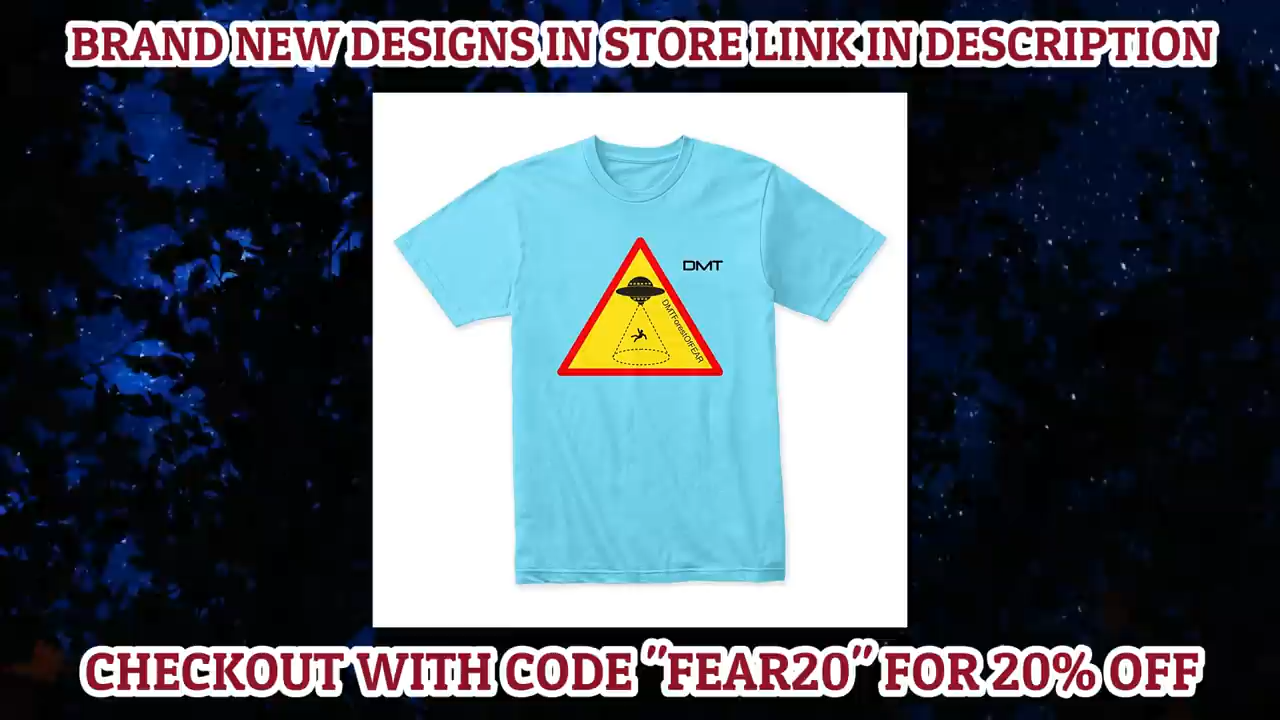 BRAND NEW DESIGNS IN STORE LINK IN DESCRIPTION
DMT
DMTForestOfFEAR
CHECKOUT WITH CODE "FEAR20" FOR 20% OFF